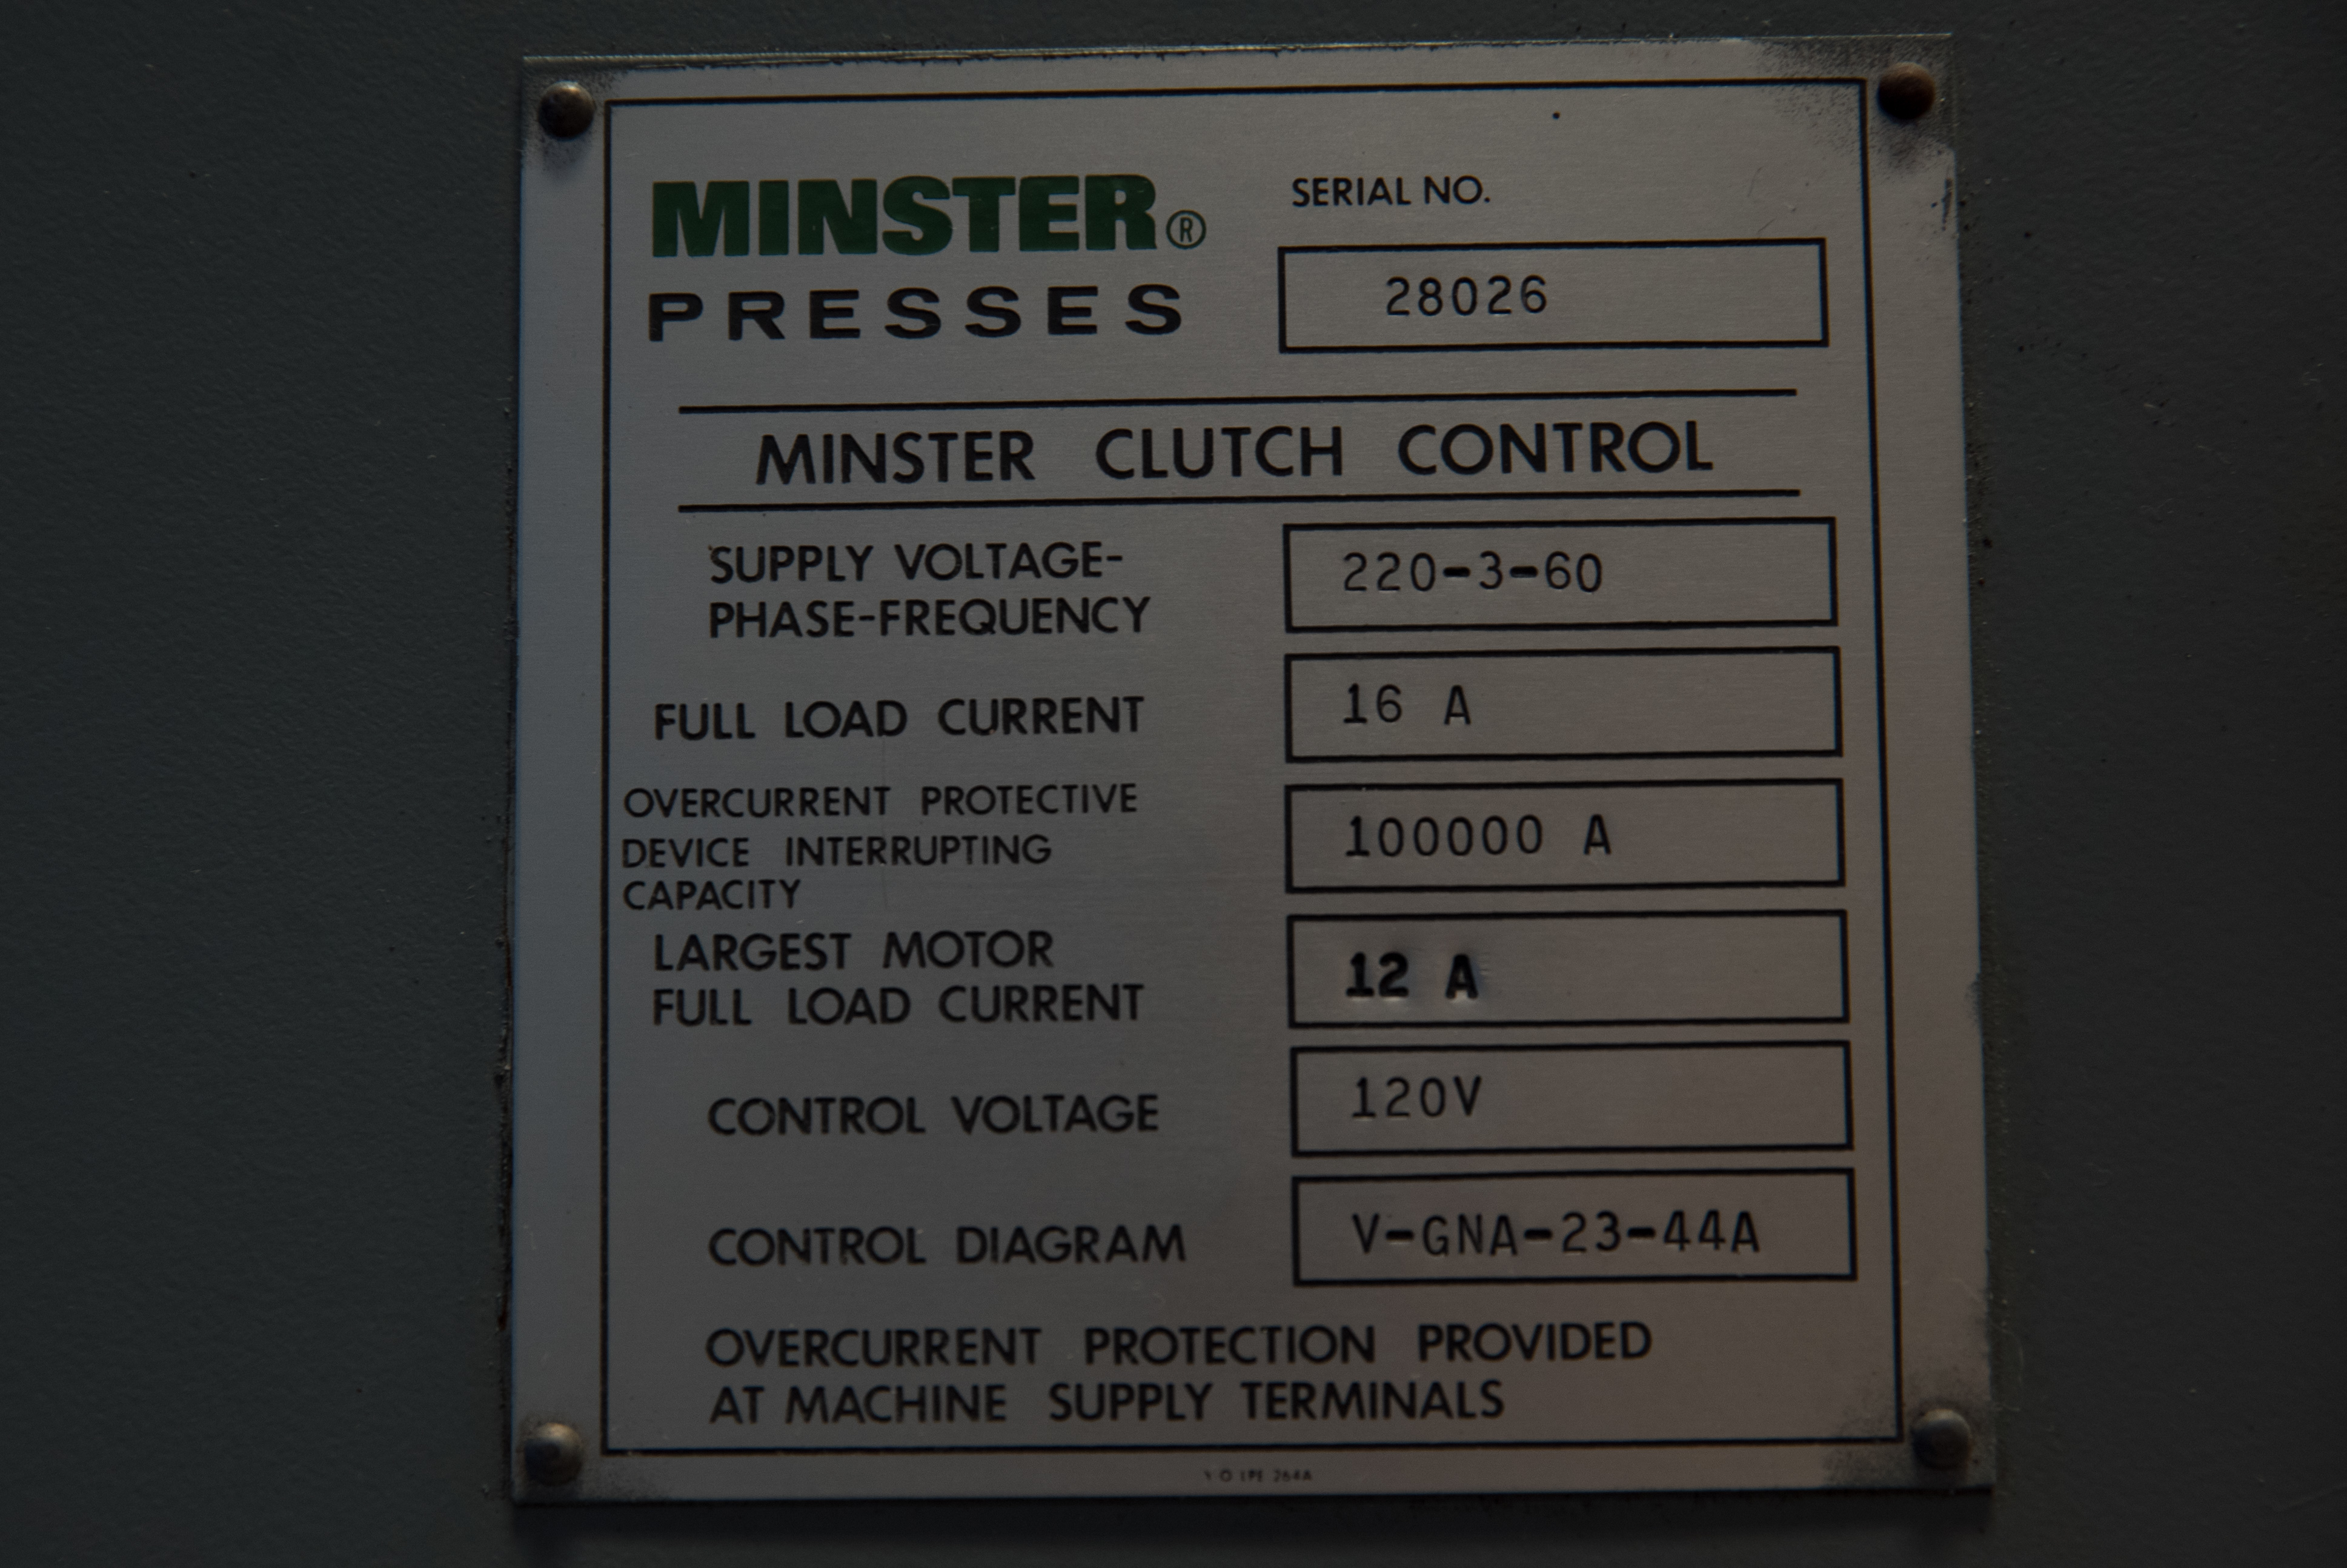 MINSTER®
PRESSES
SERIAL NO.
28026
MINSTER CLUTCH CONTROL
SUPPLY VOLTAGE-
PHASE-FREQUENCY
220-3-60
FULL LOAD CURRENT
16 A
OVERCURRENT PROTECTIVE
DEVICE INTERRUPTING
CAPACITY
100000 A
LARGEST MOTOR
FULL LOAD CURRENT
12 A
CONTROL VOLTAGE
120V
CONTROL DIAGRAM
V-GNA-23-44A
OVERCURRENT PROTECTION PROVIDED
AT MACHINE SUPPLY TERMINALS
264A